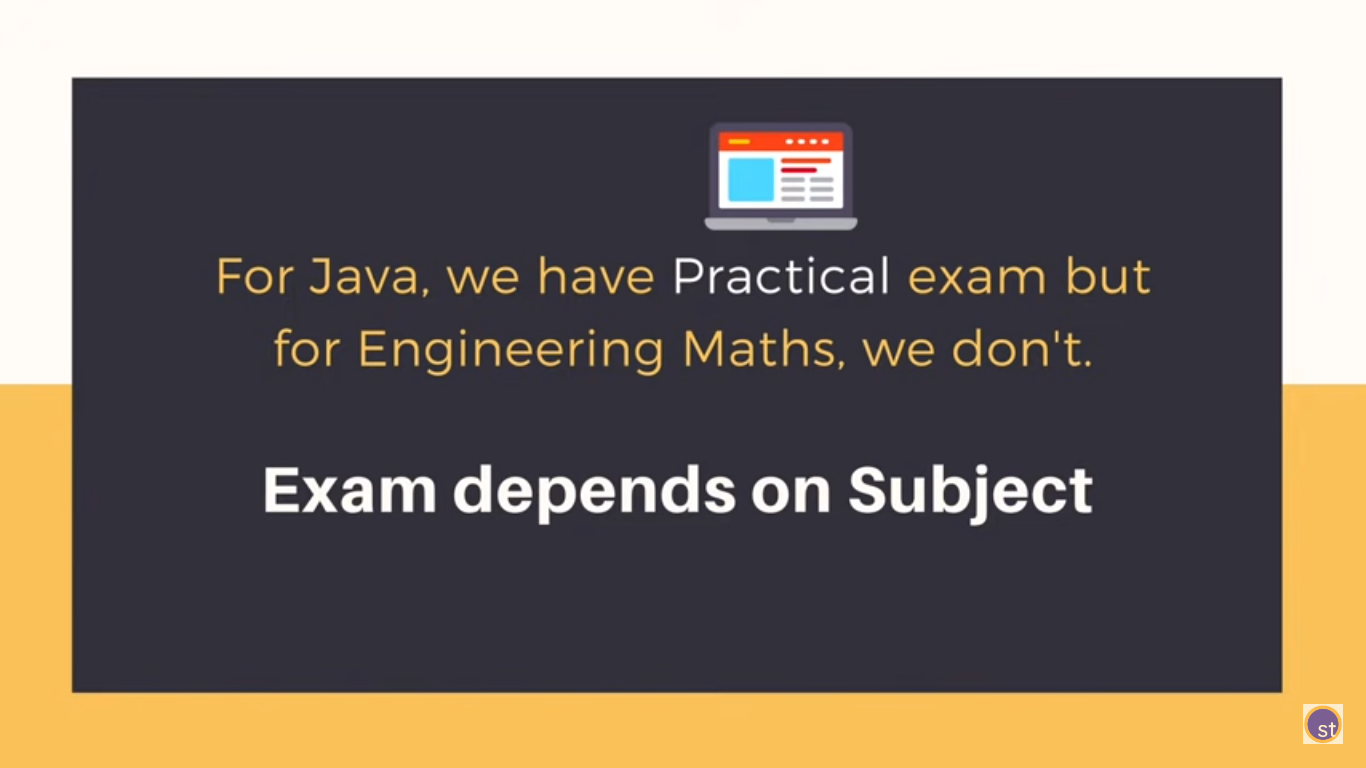 For Java, we have Practical exam but
for Engineering Maths, we don't.
Exam depends on Subject
st